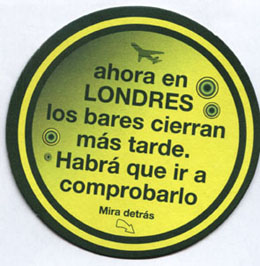 ahora en
LONDRES
los bares cierran
más tarde.
Habrá que ir a
comprobarlo
Mira detrás